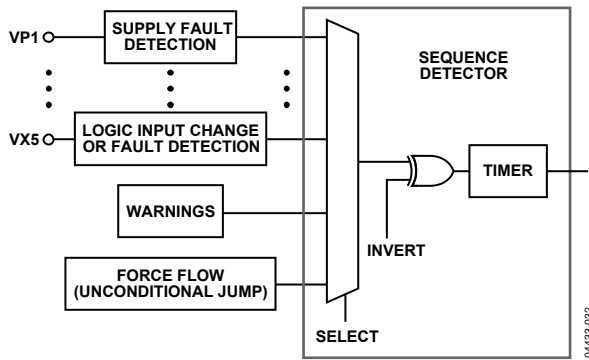 VP1
SUPPLY FAULT
DETECTION
SEQUENCE
DETECTOR
VX5
LOGIC INPUT CHANGE
OR FAULT DETECTION
TIMER
WARNINGS
INVERT
FORCE FLOW
(UNCONDITIONAL JUMP)
SELECT